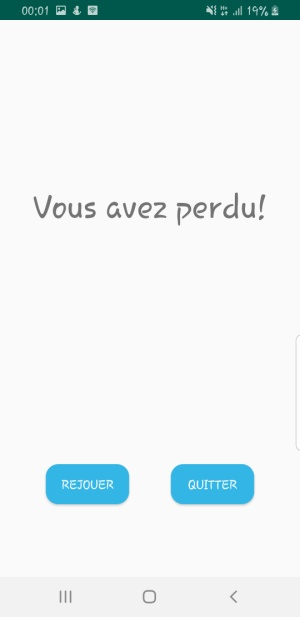 00:01 19%
Vous avez perdu!
REJOUER QUITTER